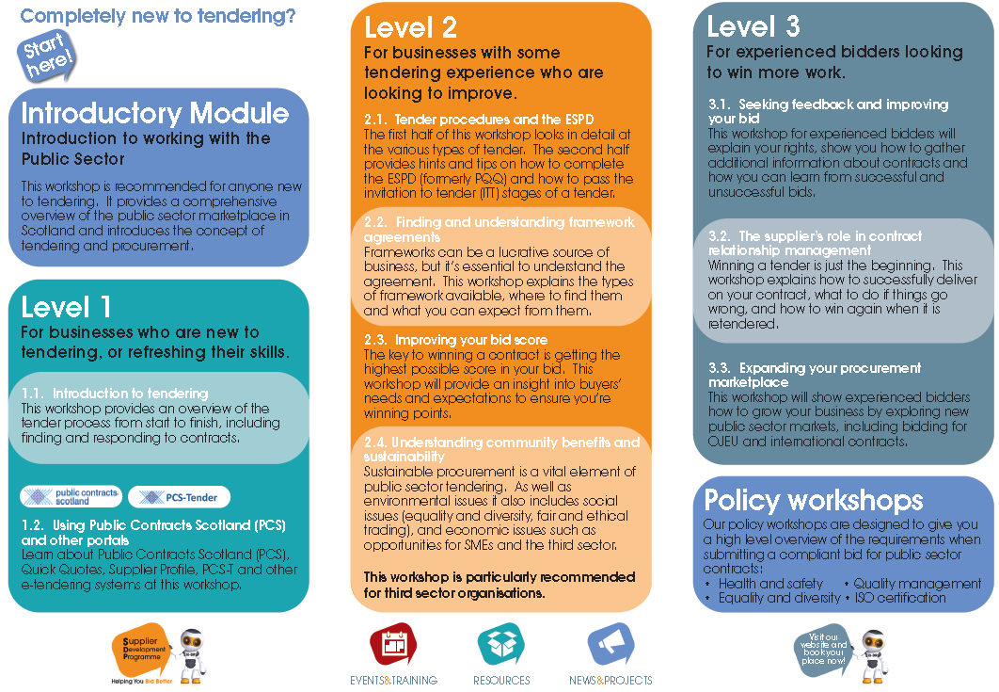 Completely new to tendering?
Start
here!
Introductory Module
Introduction to working with the
Public Sector
This workshop is recommended for anyone new
to tendering.  It provides a comprehensive
overview of the public sector marketplace in
Scotland and introduces the concept of
tendering and procurement.
Level 1
For businesses who are new to
tendering, or refreshing their skills.
1.1.  Introduction to tendering
This workshop provides an overview of the
tender process from start to finish, including
finding and responding to contracts.
public contracts
scotland
PCS-Tender
1.2.  Using Public Contracts Scotland (PCS)
and other portals
Learn about Public Contracts Scotland (PCS),
Quick Quotes, Supplier Profile, PCS-T and other
e-tendering systems at this workshop.
Supplier
Development
Programme
Helping You Bid Better
Level 2
For businesses with some
tendering experience who are
looking to improve.
2.1.  Tender procedures and the ESPD
The first half of this workshop looks in detail at
the various types of tender.  The second half
provides hints and tips on how to complete
the ESPD (formerly PQQ) and how to pass the
invitation to tender (ITT) stages of a tender.
2.2.  Finding and understanding framework
agreements
Frameworks can be a lucrative source of
business, but it's essential to understand the
agreement.  This workshop explains the types
of framework available, where to find them
and what you can expect from them.
2.3.  Improving your bid score
The key to winning a contract is getting the
highest possible score in your bid.  This
workshop will provide an insight into buyers'
needs and expectations to ensure you're
winning points.
2.4. Understanding community benefits and
sustainability
Sustainable procurement is a vital element of
public sector tendering.  As well as
environmental issues it also includes social
issues (equality and diversity, fair and ethical
trading), and economic issues such as
opportunities for SMEs and the third sector.
This workshop is particularly recommended
for third sector organisations.
EVENTS&TRAINING
RESOURCES
NEWS&PROJECTS
Level 3
For experienced bidders looking
to win more work.
3.1.  Seeking feedback and improving
your bid
This workshop for experienced bidders will
explain your rights, show you how to gather
additional information about contracts and
how you can learn from successful and
unsuccessful bids.
3.2.  The supplier's role in contract
relationship management
Winning a tender is just the beginning.  This
workshop explains how to successfully deliver
on your contract, what to do if things go
wrong, and how to win again when it is
retendered.
3.3.  Expanding your procurement
marketplace
This workshop will show experienced bidders
how to grow your business by exploring new
public sector markets, including bidding for
OJEU and international contracts.
Policy workshops
Our policy workshops are designed to give you
a high level overview of the requirements when
submitting a compliant bid for public sector
contracts:
• Health and safety • Quality management
• Equality and diversity • ISO certification
Visit our
website and
book your
place now!